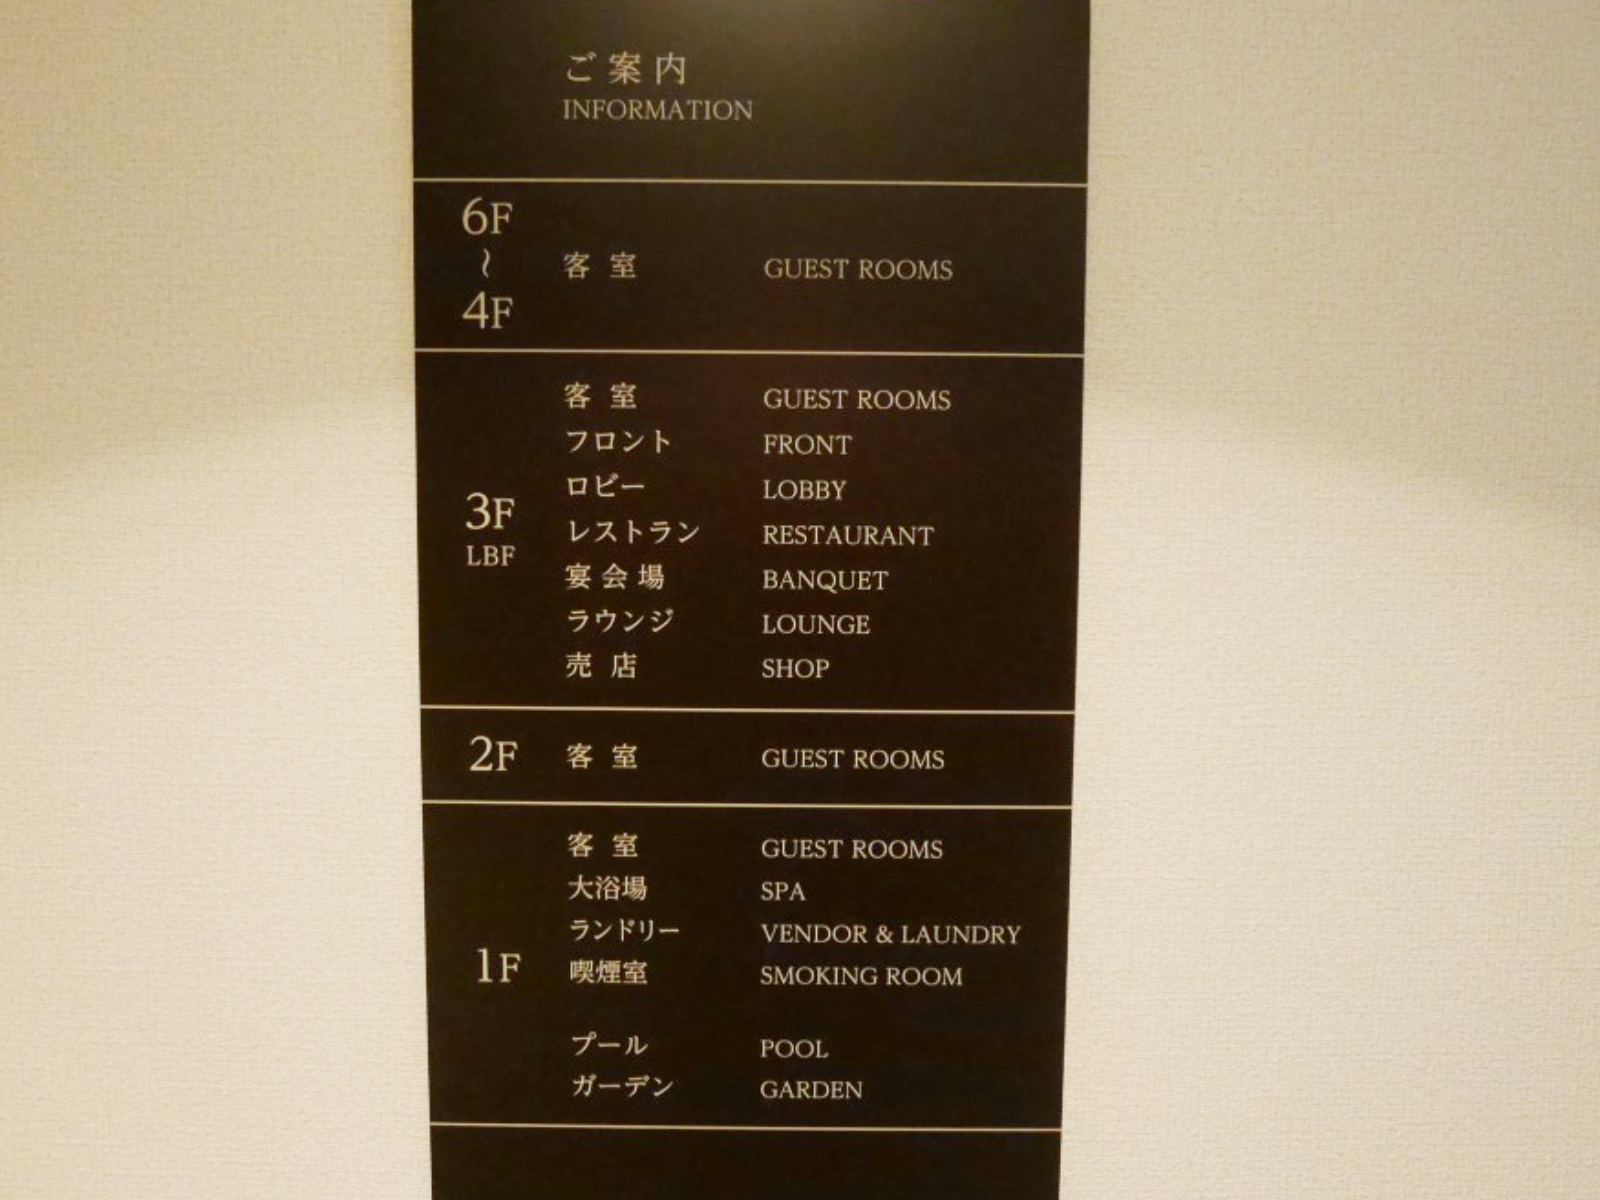 ご案内
INFORMATION
6F
〜
4F
客室 GUEST ROOMS
3F
LBF
客室 GUEST ROOMS
フロント FRONT
ロビー LOBBY
レストラン RESTAURANT
宴会場 BANQUET
ラウンジ LOUNGE
売店 SHOP
2F 客室 GUEST ROOMS
1F
客室 GUEST ROOMS
大浴場 SPA
ランドリー VENDOR & LAUNDRY
喫煙室 SMOKING ROOM
プール POOL
ガーデン GARDEN